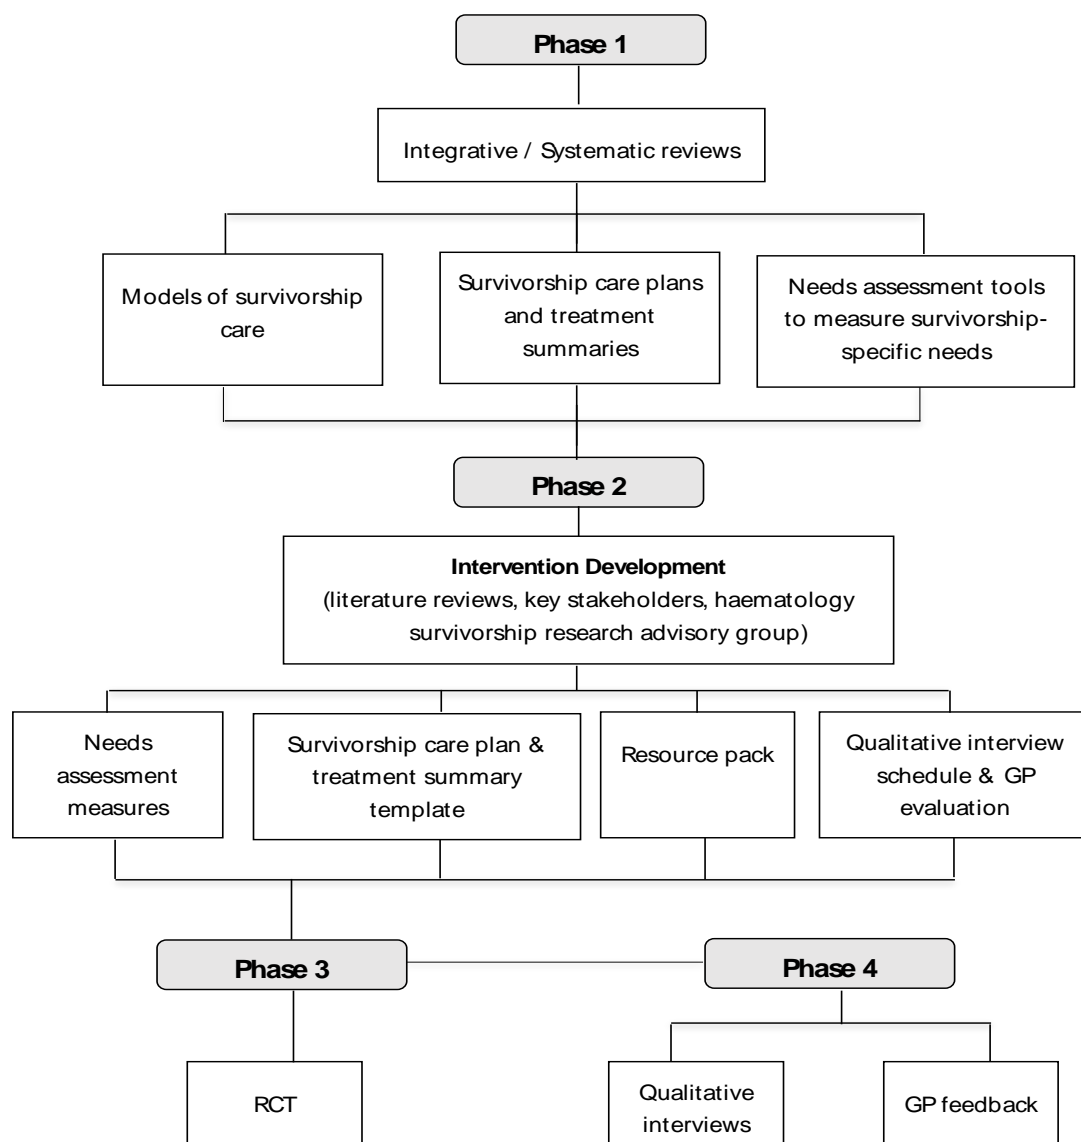 Phase 1
Integrative / Systematic reviews
Models of survivorship
care
Survivorship care plans
and treatment
summaries
Needs assessment tools
to measure survivorship-
specific needs
Phase 2
Intervention Development
(literature reviews, key stakeholders, haematology
survivorship research advisory group)
Needs
assessment
measures
Survivorship care plan &
treatment summary
template
Resource pack
Qualitative interview
schedule & GP
evaluation
Phase 3
Phase 4
RCT
Qualitative
interviews
GP feedback